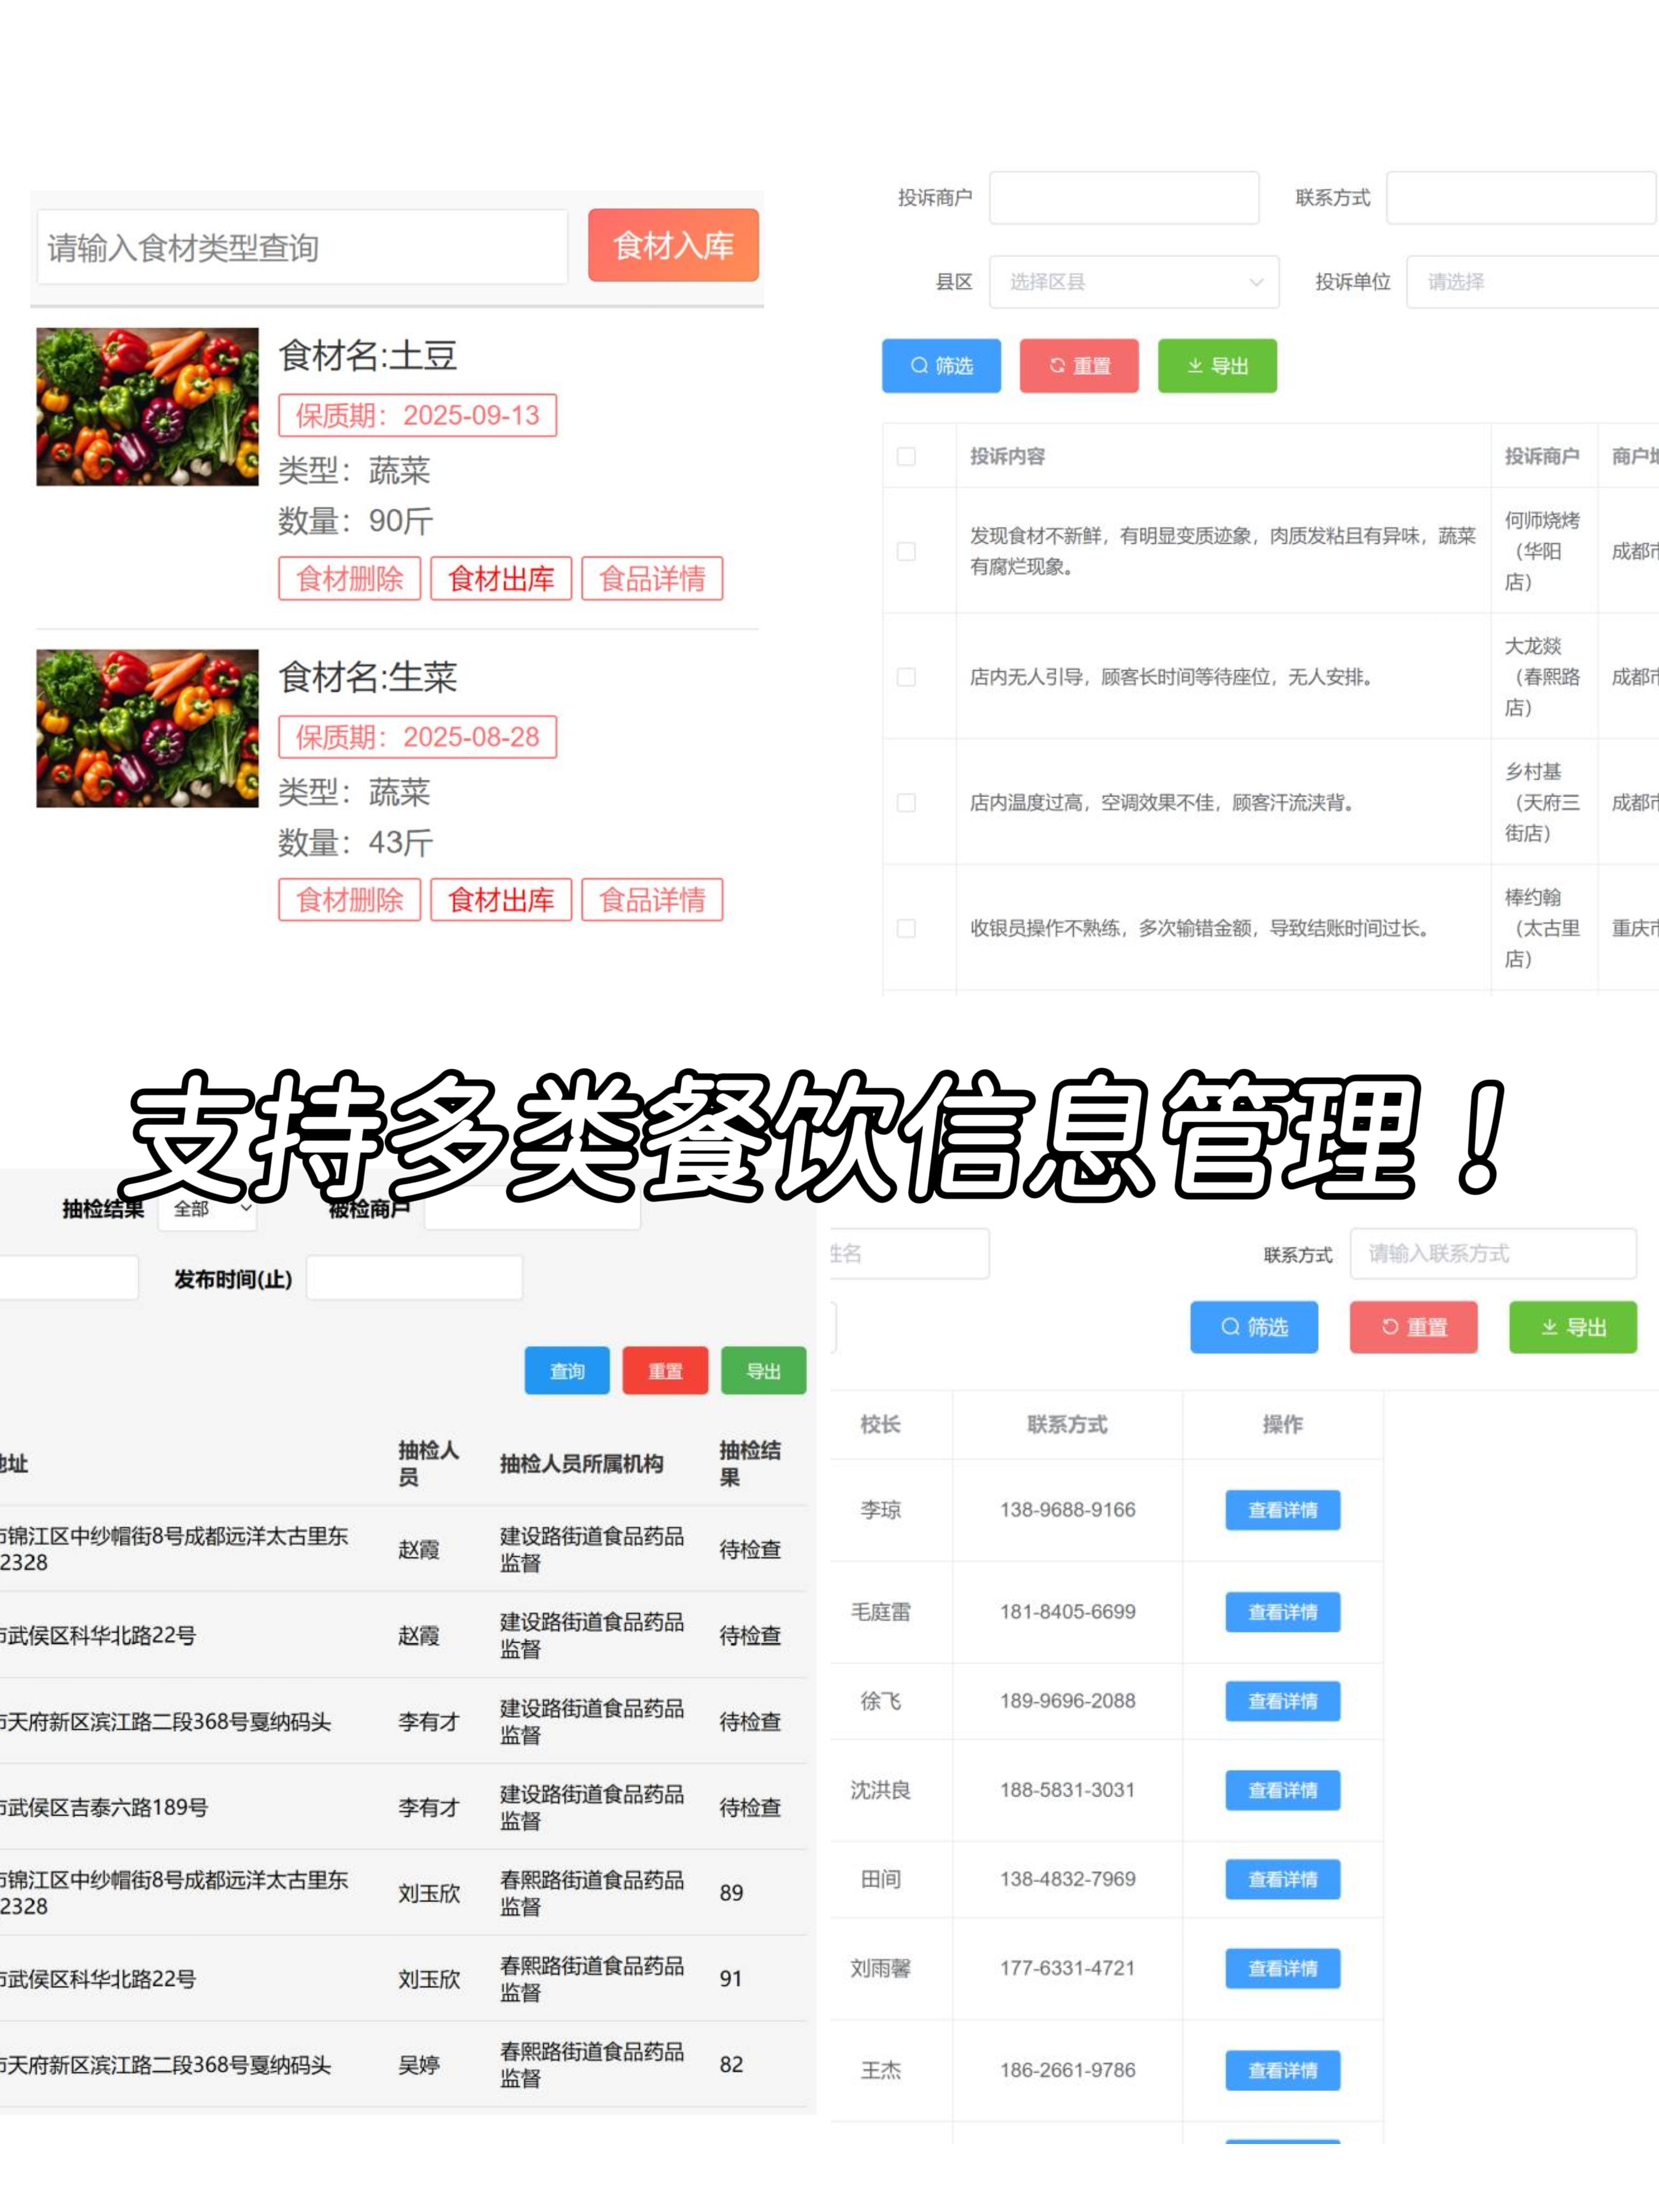 请输入食材类型查询
食材入库
食材名:土豆
保质期：2025-09-13
类型：蔬菜
数量：90斤
食材删除 食材出库 食品详情
食材名:生菜
保质期：2025-08-28
类型：蔬菜
数量：43斤
食材删除 食材出库 食品详情
投诉商户 联系方式
县区 选择区县 投诉单位 请选择
筛选 重置 导出
投诉内容 投诉商户 商户
发现食材不新鲜，有明显变质迹象，肉质发粘且有异味，蔬菜
有腐烂现象。
何师烧烤
（华阳
店）
成都
店内无人引导，顾客长时间等待座位，无人安排。
大龙燚
（春熙路
店）
成都
店内温度过高，空调效果不佳，顾客汗流浃背。
乡村基
（天府三
街店）
成都
收银员操作不熟练，多次输错金额，导致结账时间过长。
棒约翰
（太古里
店）
重庆
支持多类餐饮信息管理！
抽检结果 全部 被检商户
发布时间(止)
查询 重置 导出
址
抽检人
员
抽检人员所属机构
抽检结
果
锦江区中纱帽街8号成都远洋太古里东
2328
赵霞
建设路街道食品药品
监督
待检查
武侯区科华北路22号
赵霞
建设路街道食品药品
监督
待检查
天府新区滨江路二段368号戛纳码头
李有才
建设路街道食品药品
监督
待检查
武侯区吉泰六路189号
李有才
建设路街道食品药品
监督
待检查
锦江区中纱帽街8号成都远洋太古里东
2328
刘玉欣
春熙路街道食品药品
监督
89
武侯区科华北路22号
刘玉欣
春熙路街道食品药品
监督
91
天府新区滨江路二段368号戛纳码头
吴婷
春熙路街道食品药品
监督
82
姓名 联系方式 请输入联系方式
筛选 重置 导出
校长 联系方式 操作
李琼 138-9688-9166 查看详情
毛庭雷 181-8405-6699 查看详情
徐飞 189-9696-2088 查看详情
沈洪良 188-5831-3031 查看详情
田间 138-4832-7969 查看详情
刘雨馨 177-6331-4721 查看详情
王杰 186-2661-9786 查看详情